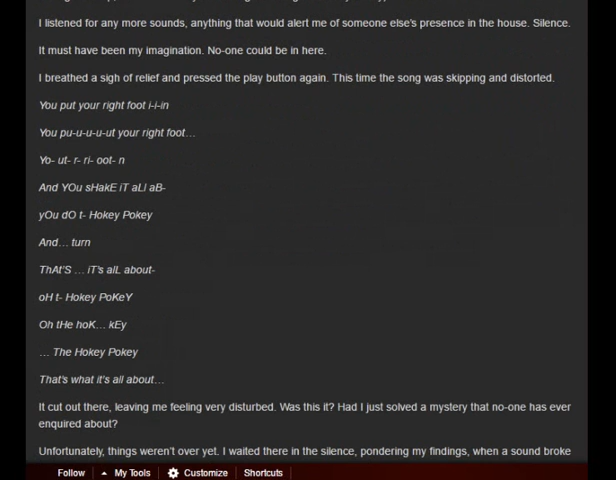 I listened for any more sounds, anything that would alert me of someone else's presence in the house. Silence.
It must have been my imagination. No-one could be in here.
I breathed a sigh of relief and pressed the play button again. This time the song was skipping and distorted.
You put your right foot i-i-in
You pu-u-u-u-ut your right foot…
Yo- ut- r- ri- oot- n
And YOu sHakE iT aLl aB-
yOu dO t- Hokey Pokey
And… turn
ThAt'S … iT's alL about-
oH t- Hokey PoKeY
Oh tHe hoK… kEy
… The Hokey Pokey
That's what it's all about…
It cut out there, leaving me feeling very disturbed. Was this it? Had I just solved a mystery that no-one has ever
enquired about?
Unfortunately, things weren't over yet. I waited there in the silence, pondering my findings, when a sound broke
Follow My Tools Customize Shortcuts